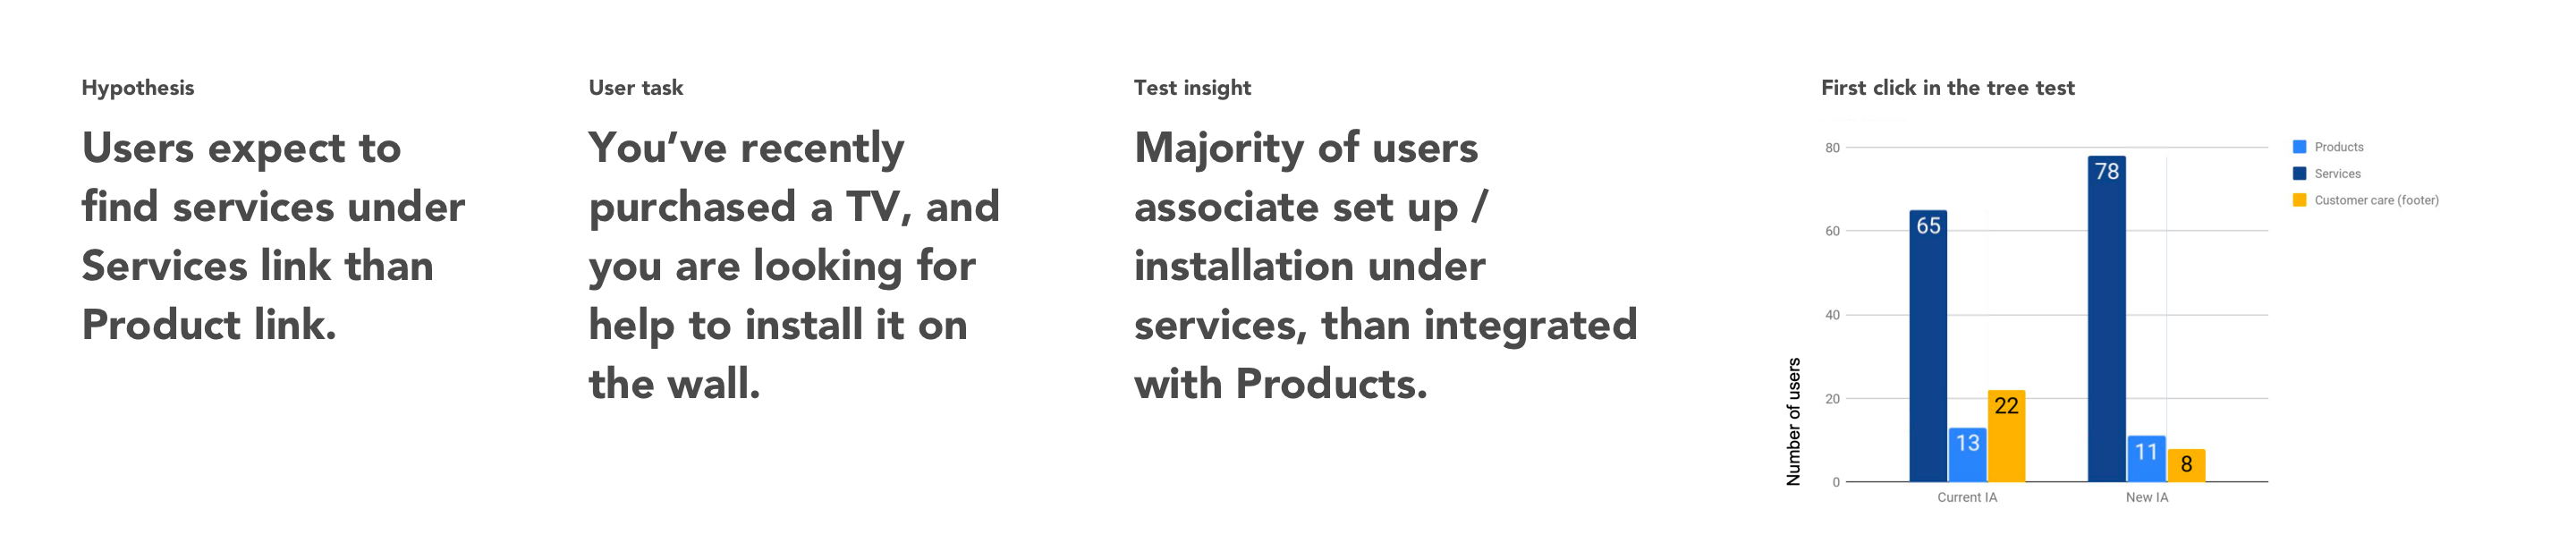 Hypothesis
Users expect to
find services under
Services link than
Product link.
User task
You’ve recently
purchased a TV, and
you are looking for
help to install it on
the wall.
Test insight
Majority of users
associate set up /
installation under
services, than integrated
with Products.
First click in the tree test
Number of users
80
60
40
20
0
65
13
22
78
11
8
Current IA
New IA
Products
Services
Customer care (footer)